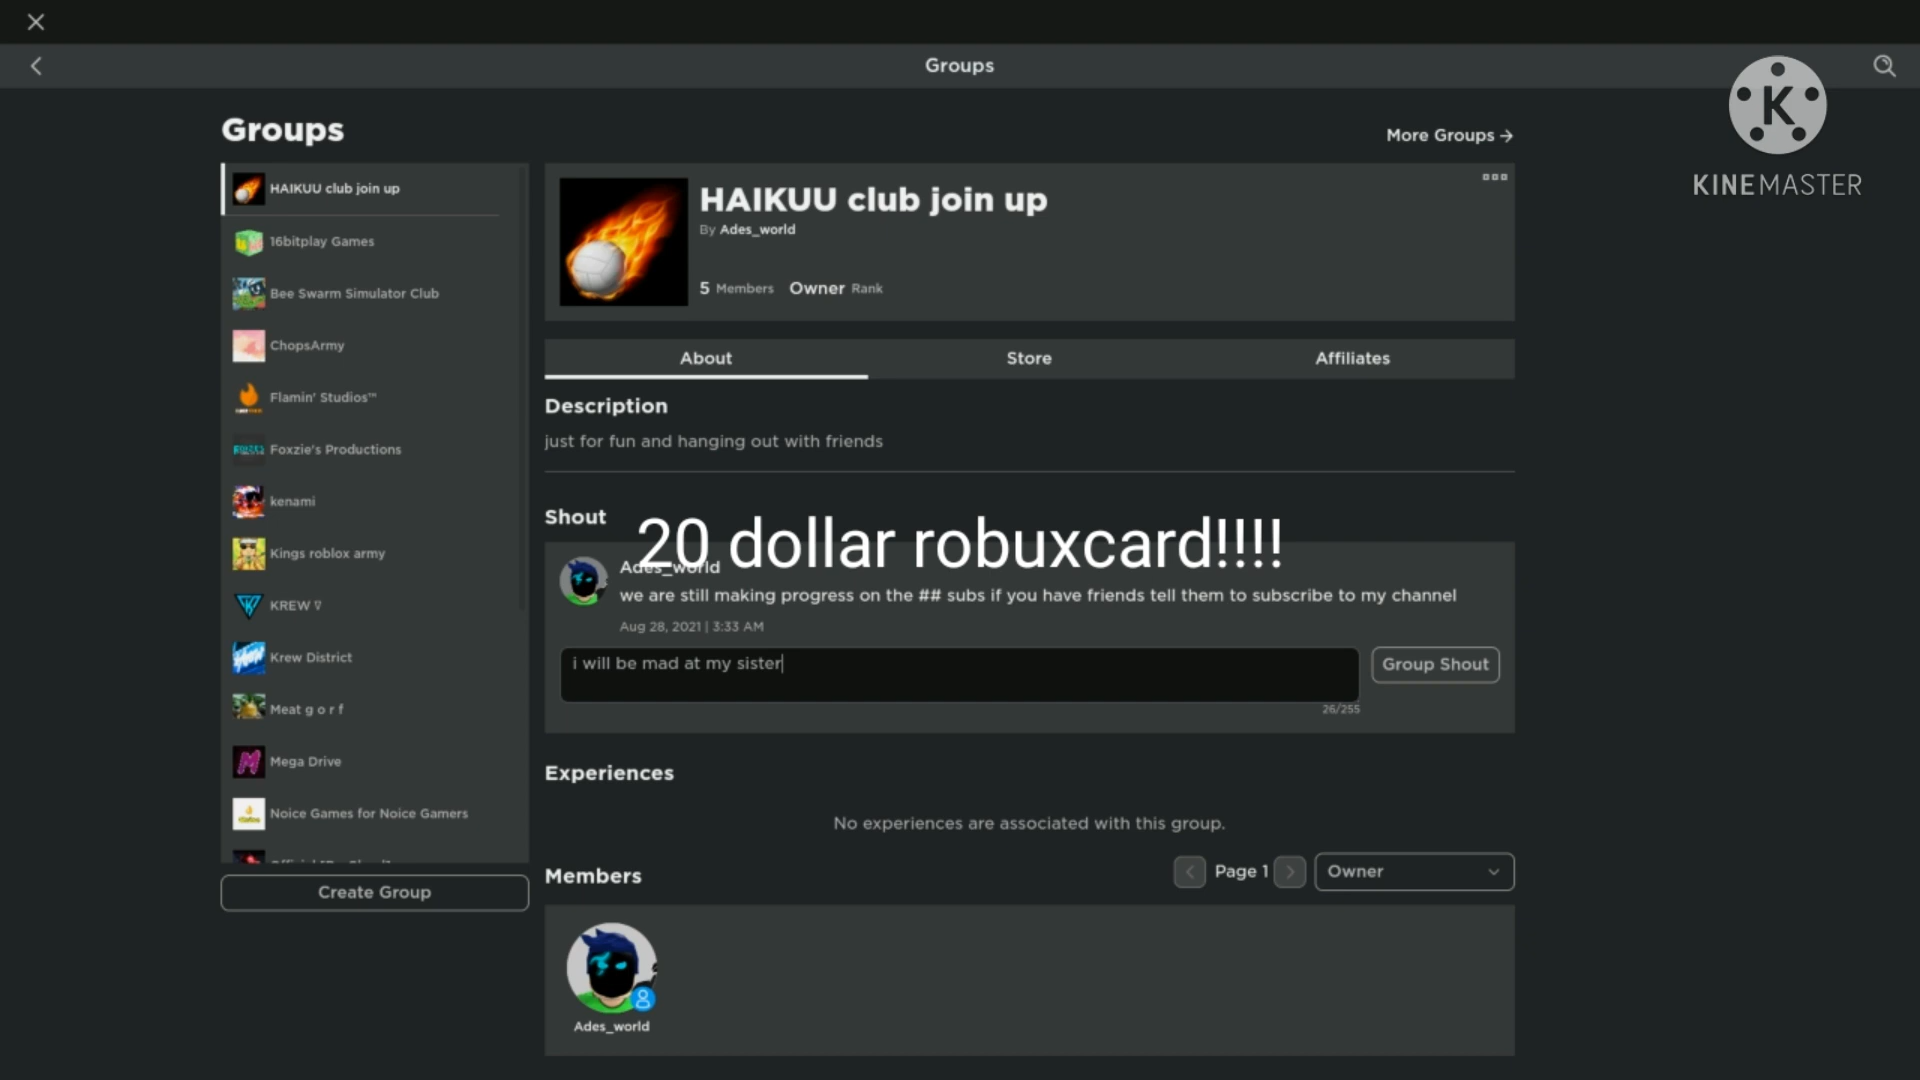 Groups
KINEMASTER
Groups
More Groups →
HAIKUU club join up
16bitplay Games
Bee Swarm Simulator Club
ChopsArmy
Flamin' Studios™
Foxzie's Productions
kenami
Kings roblox army
KREW
Krew District
Meat g o r f
Mega Drive
Noice Games for Noice Gamers
Create Group
HAIKUU club join up
By Ades_world
5 Members Owner Rank
About Store Affiliates
Description
just for fun and hanging out with friends
Shout
20 dollar robuxcard!!!!
Ades_world
we are still making progress on the ## subs if you have friends tell them to subscribe to my channel
Aug 28, 2021 | 3:33 AM
i will be mad at my sister
Group Shout
26/255
Experiences
No experiences are associated with this group.
Members
Page 1
Owner
Ades_world